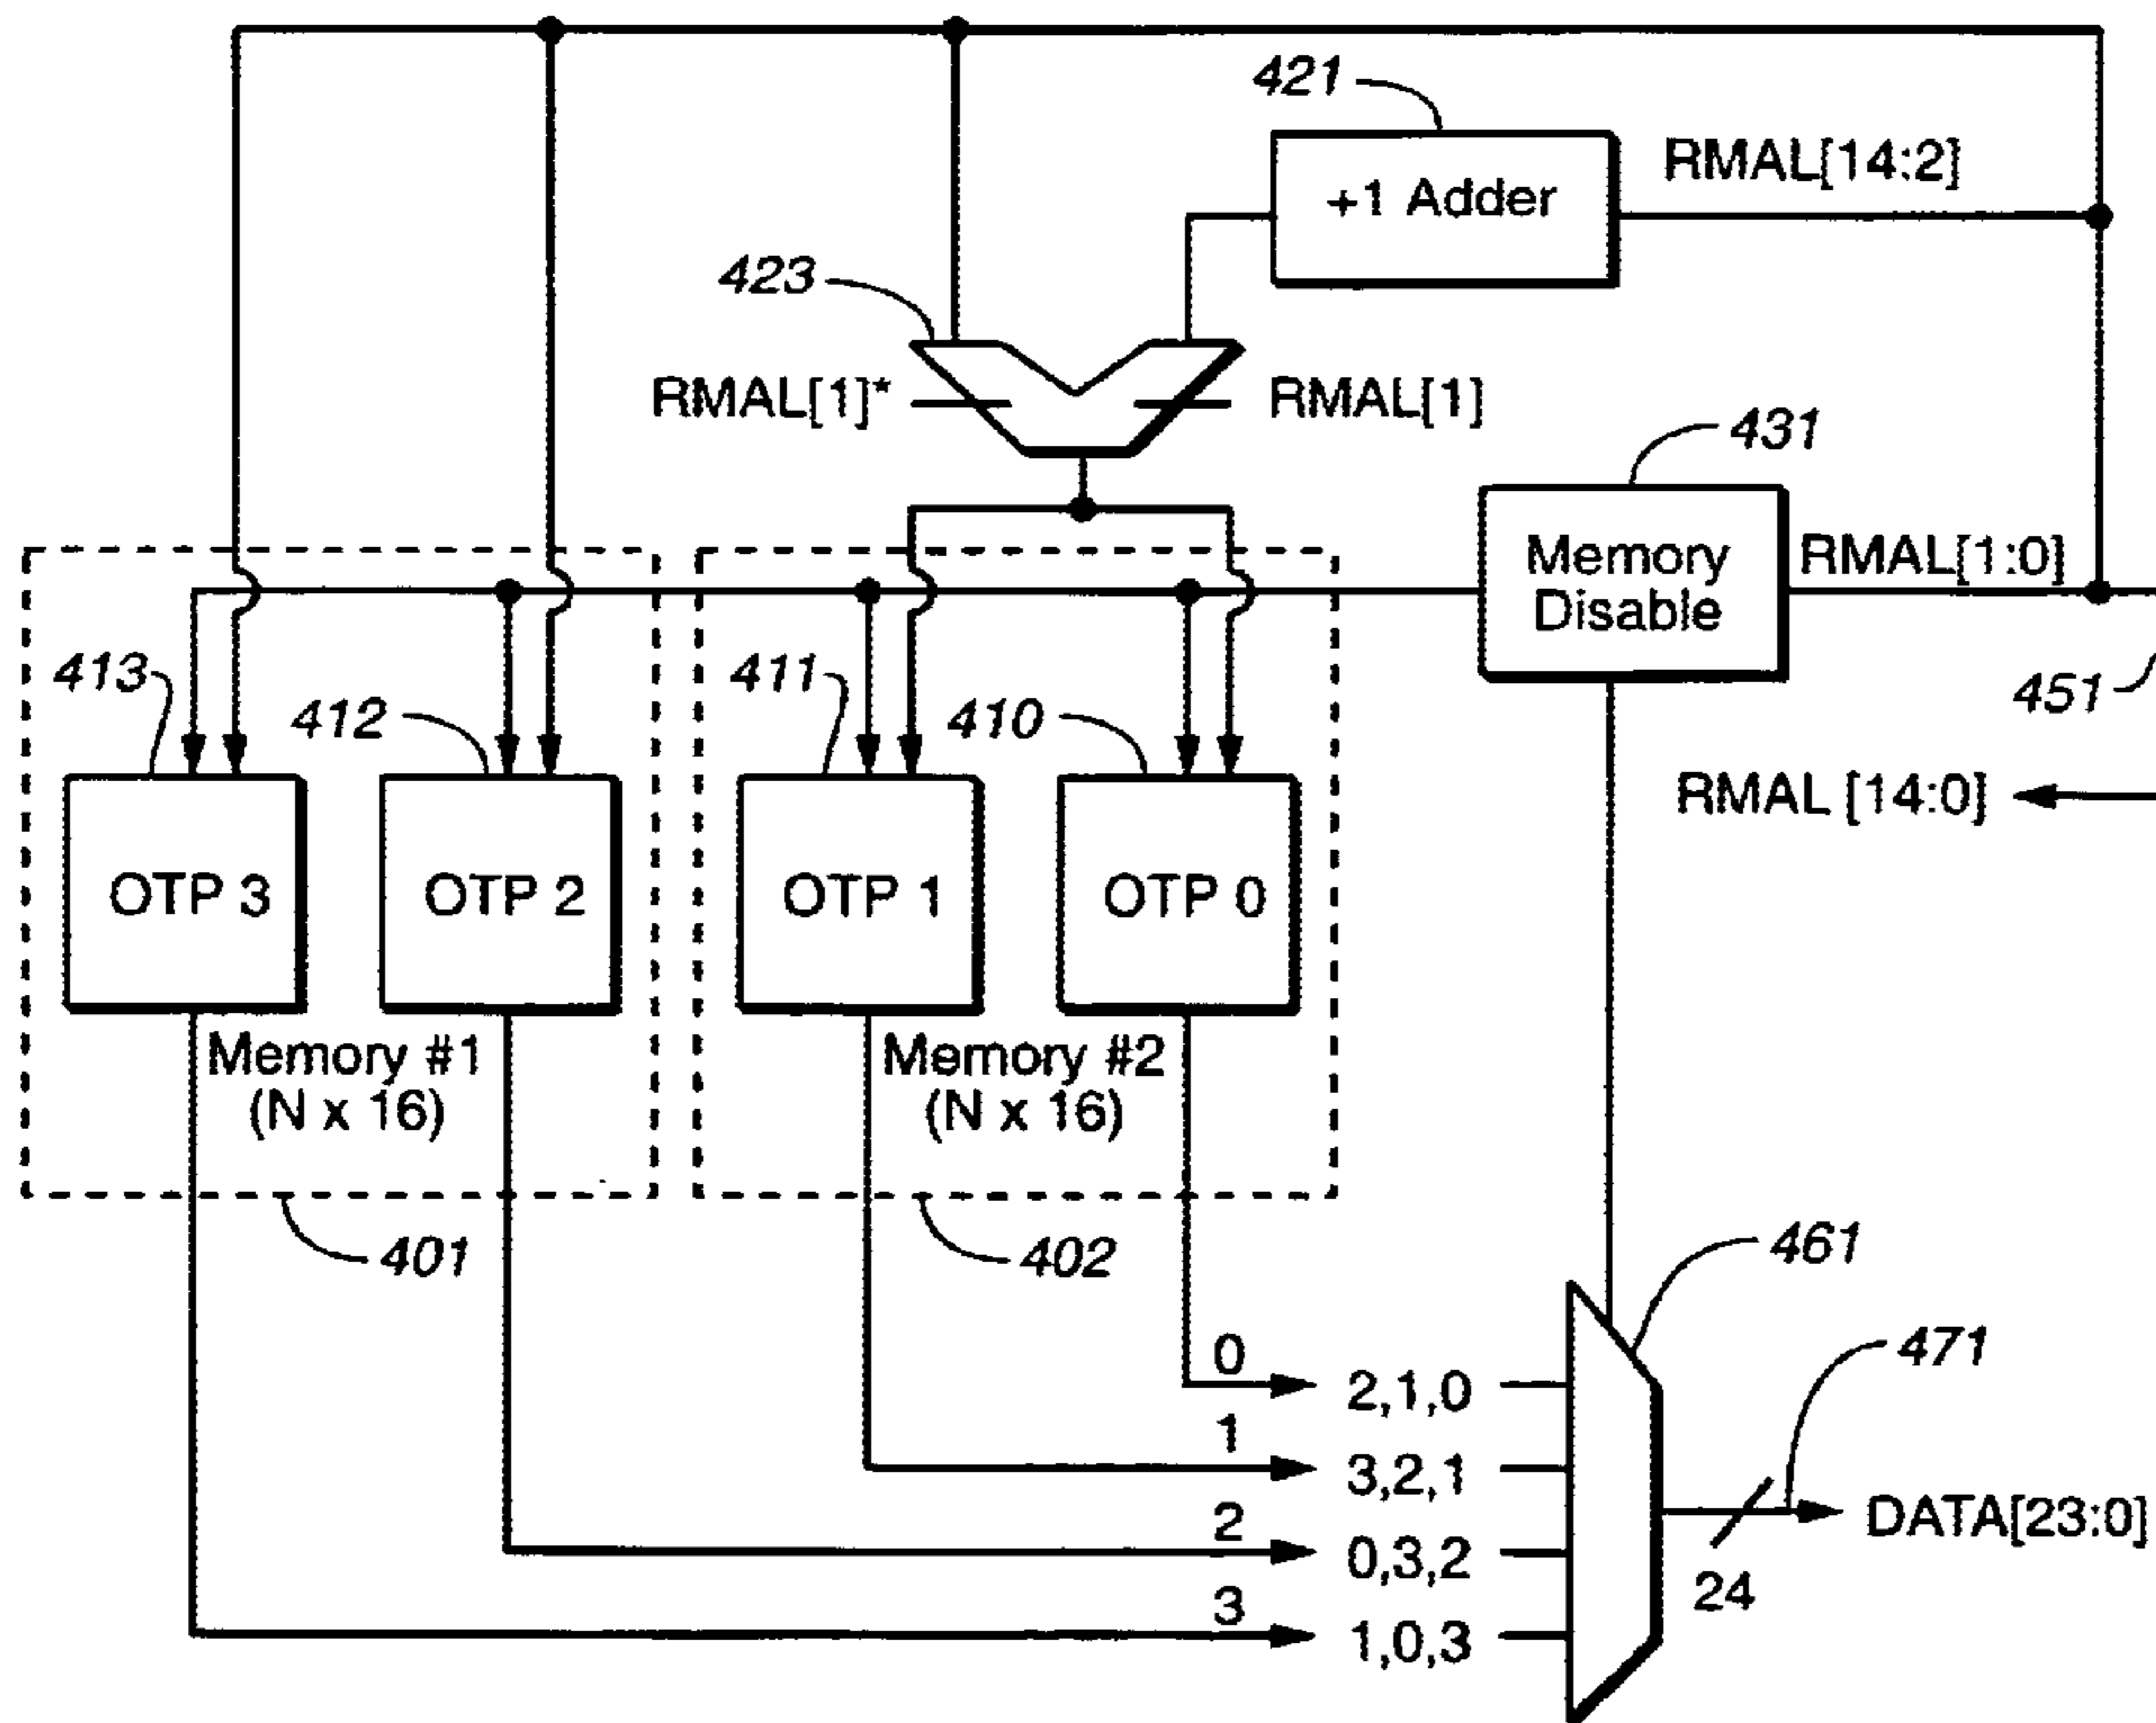 421
+1 Adder
RMAL[14:2]
423
RMAL[1]*
RMAL[1]
431
Memory
Disable
RMAL[1:0]
451
413
412
411
410
RMAL [14:0]
OTP 3
OTP 2
OTP 1
OTP 0
Memory #1
(N x 16)
Memory #2
(N x 16)
401
402
461
471
0
2,1,0
1
3,2,1
2
0,3,2
3
1,0,3
DATA[23:0]
24